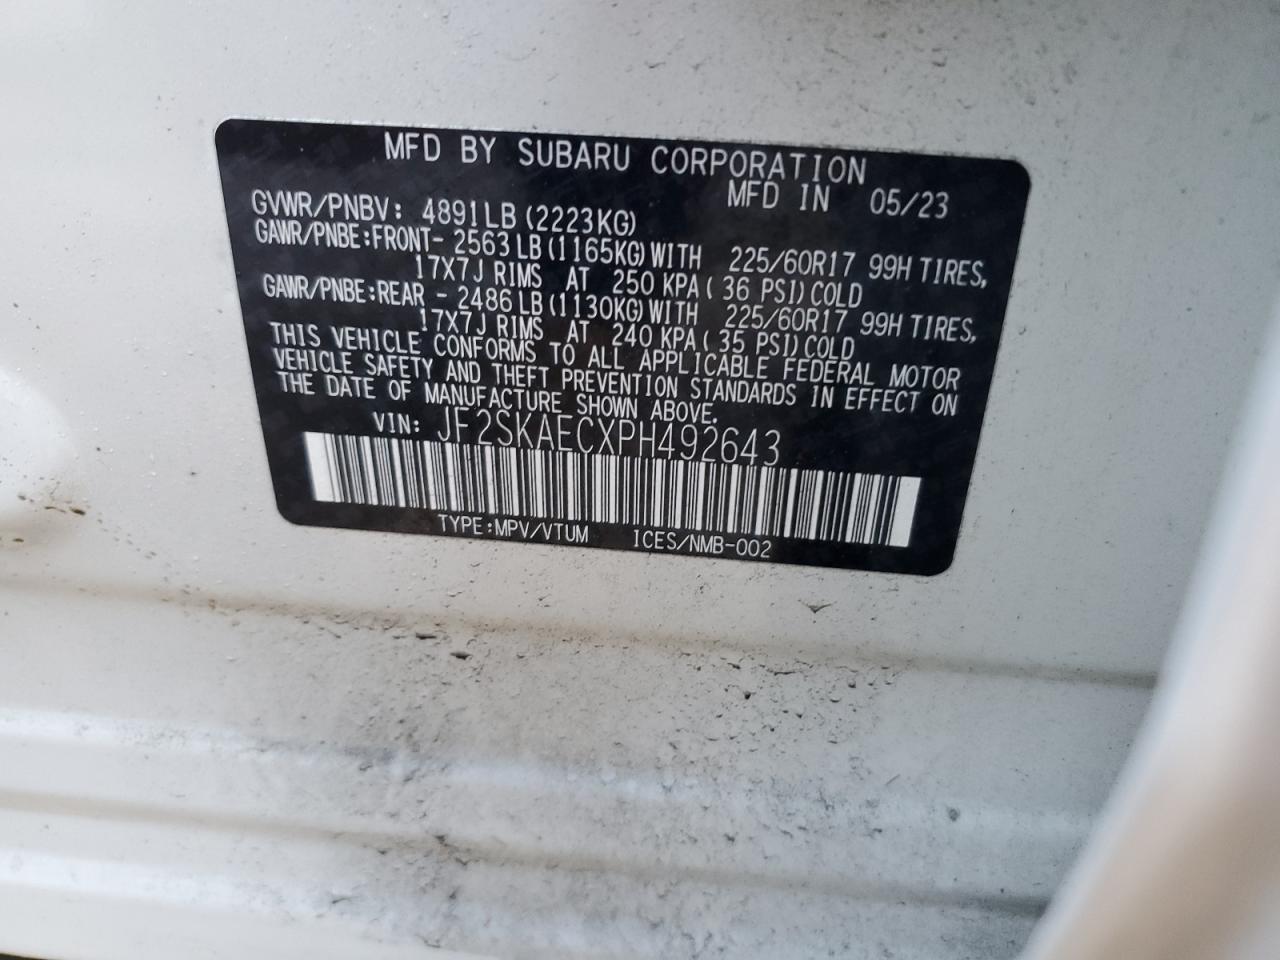 MFD BY SUBARU CORPORATION
MFD IN 05/23
GVWR/PNBV: 4891LB (2223KG)
GAWR/PNBE:FRONT- 2563LB (1165KG) WITH 225/60R17 99H TIRES,
17X7J RIMS AT 250 KPA ( 36 PSI) COLD
GAWR/PNBE:REAR - 2486LB (1130KG) WITH 225/60R17 99H TIRES,
17X7J RIMS AT 240 KPA ( 35 PSI) COLD
THIS VEHICLE CONFORMS TO ALL APPLICABLE FEDERAL MOTOR
VEHICLE SAFETY AND THEFT PREVENTION STANDARDS IN EFFECT ON
THE DATE OF MANUFACTURE SHOWN ABOVE.
VIN: JF2SKAECXPH492643
TYPE:MPV/VTUM ICES/NMB-002